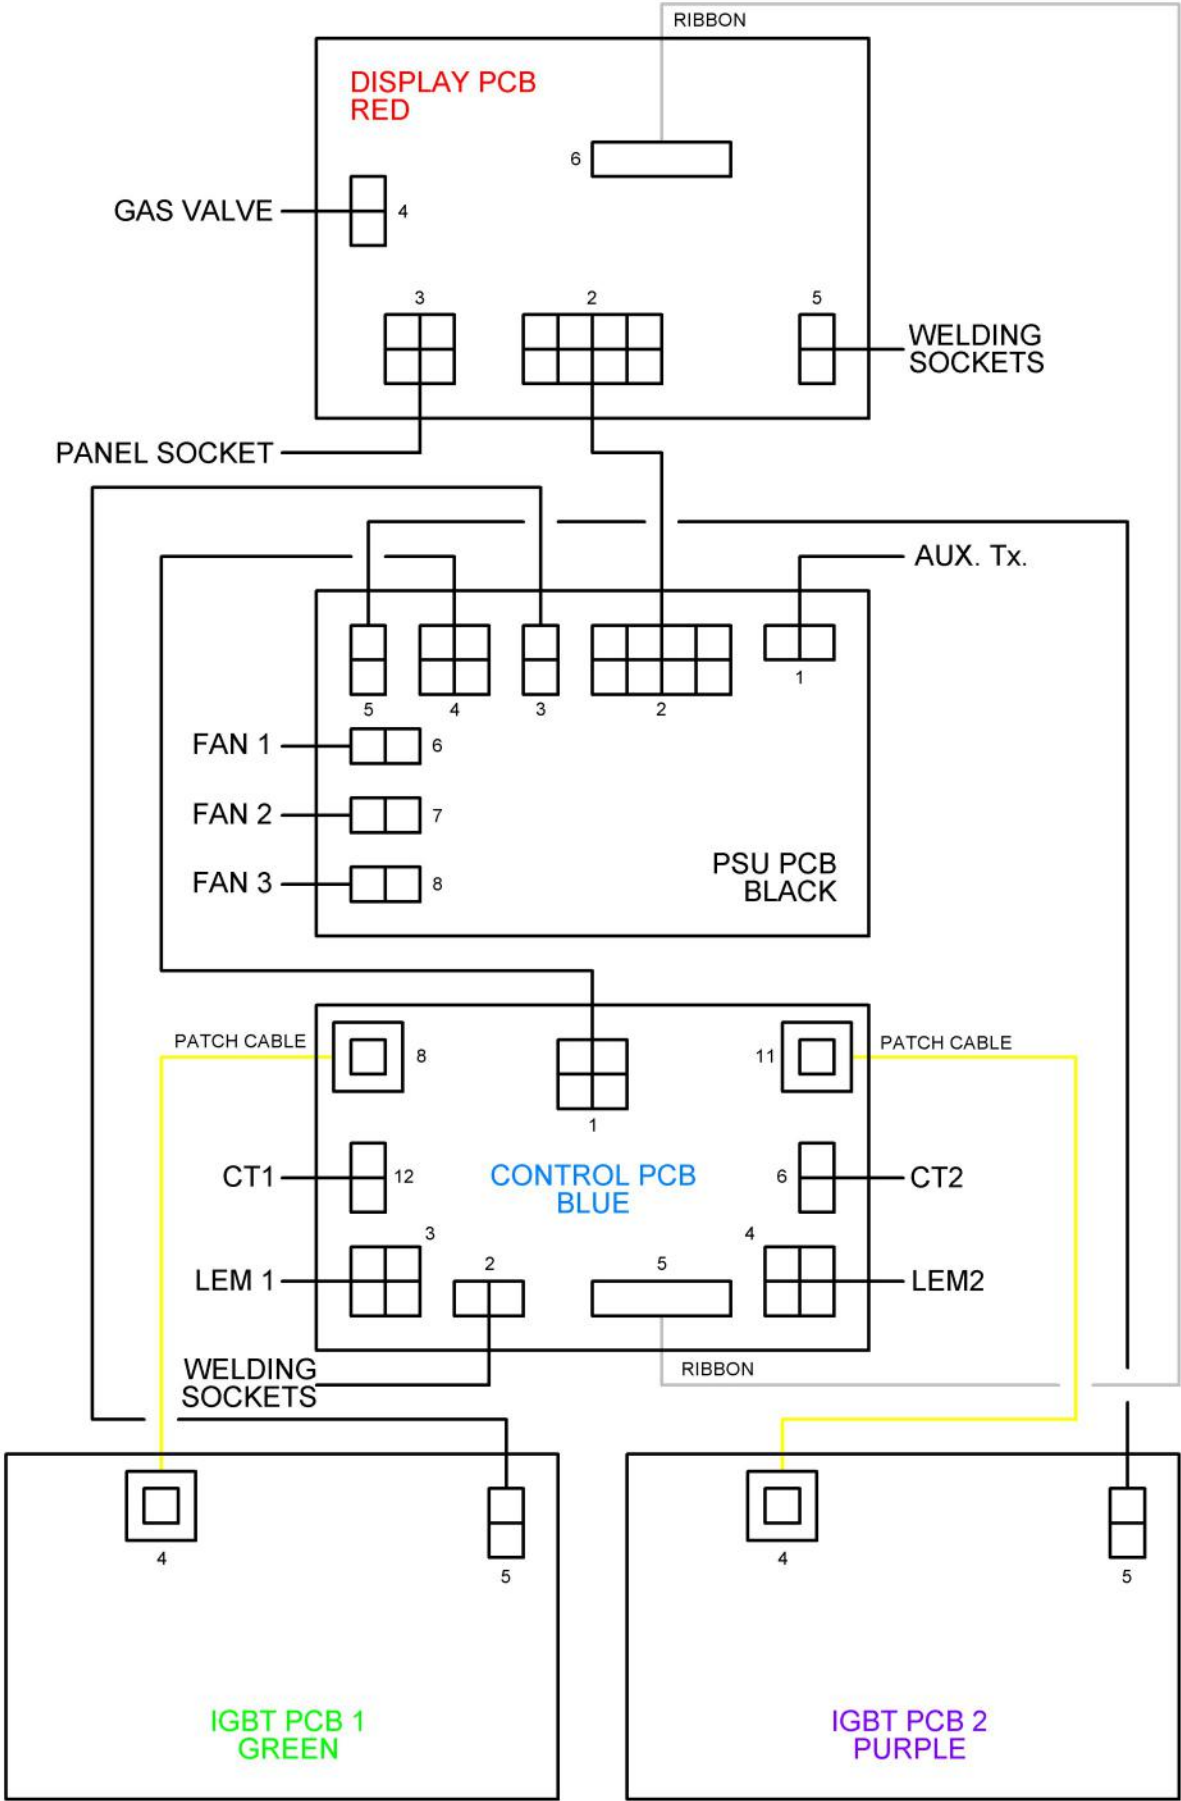 RIBBON
DISPLAY PCB
RED
6
GAS VALVE
4
3
2
5
WELDING
SOCKETS
PANEL SOCKET
AUX. Tx.
1
5
4
3
2
FAN 1
6
FAN 2
7
FAN 3
8
PSU PCB
BLACK
PATCH CABLE
8
11
PATCH CABLE
1
CT1
12
CONTROL PCB
BLUE
6
CT2
3
4
LEM 1
2
5
LEM2
WELDING
SOCKETS
RIBBON
4
5
4
5
IGBT PCB 1
GREEN
IGBT PCB 2
PURPLE